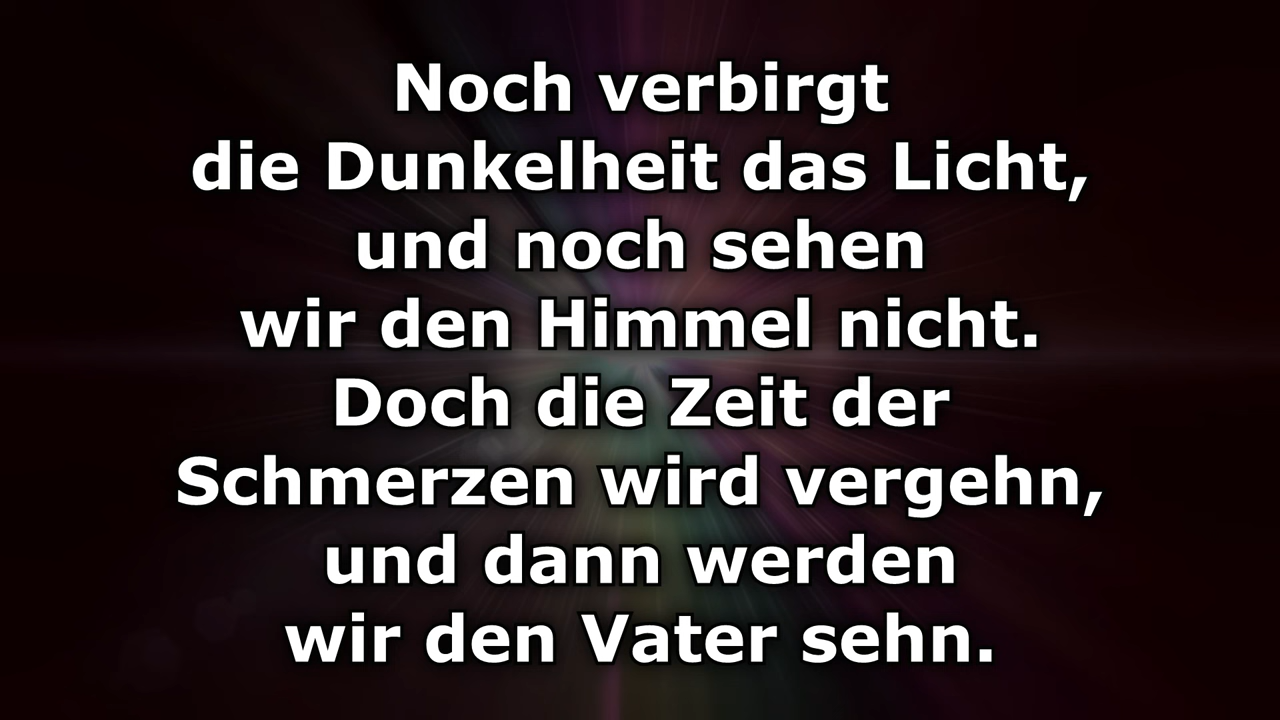 Noch verbirgt
die Dunkelheit das Licht,
und noch sehen
wir den Himmel nicht.
Doch die Zeit der
Schmerzen wird vergehn,
und dann werden
wir den Vater sehn.